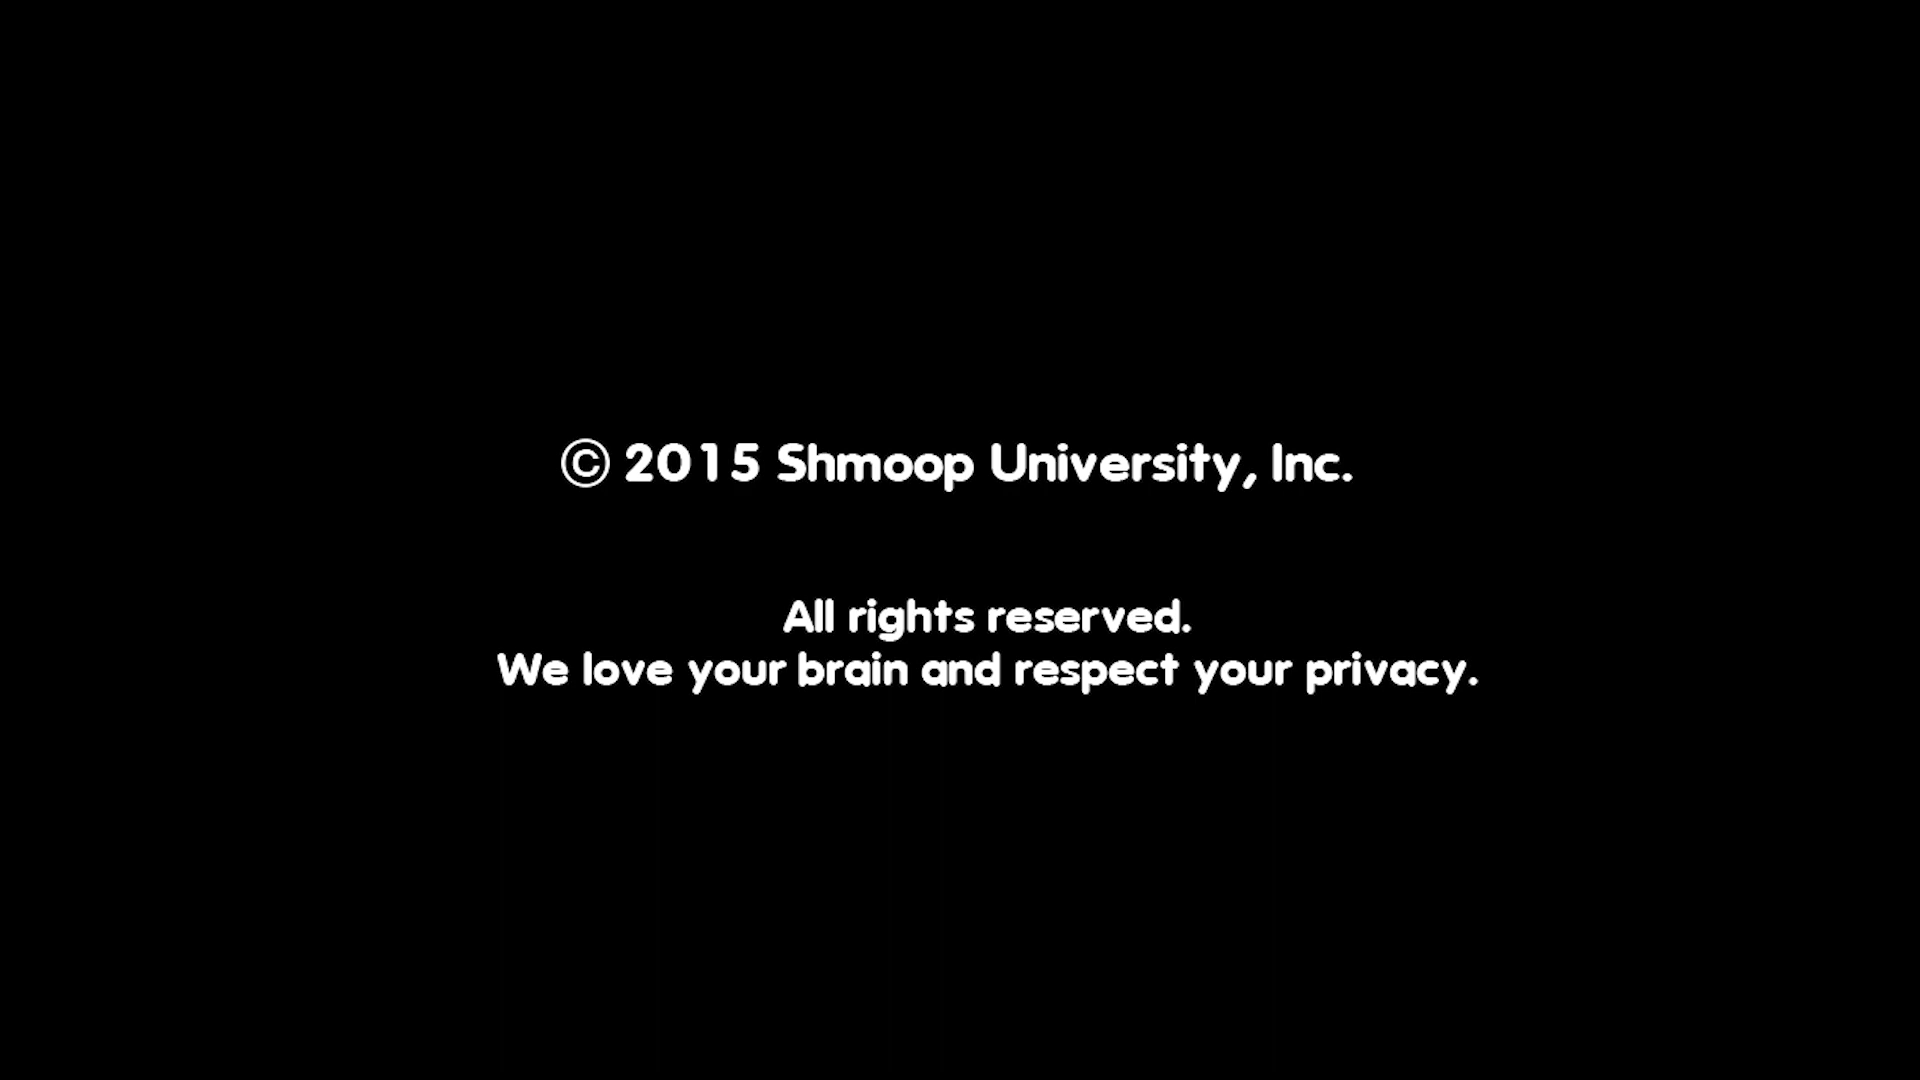 © 2015 Shmoop University, Inc.
All rights reserved.
We love your brain and respect your privacy.